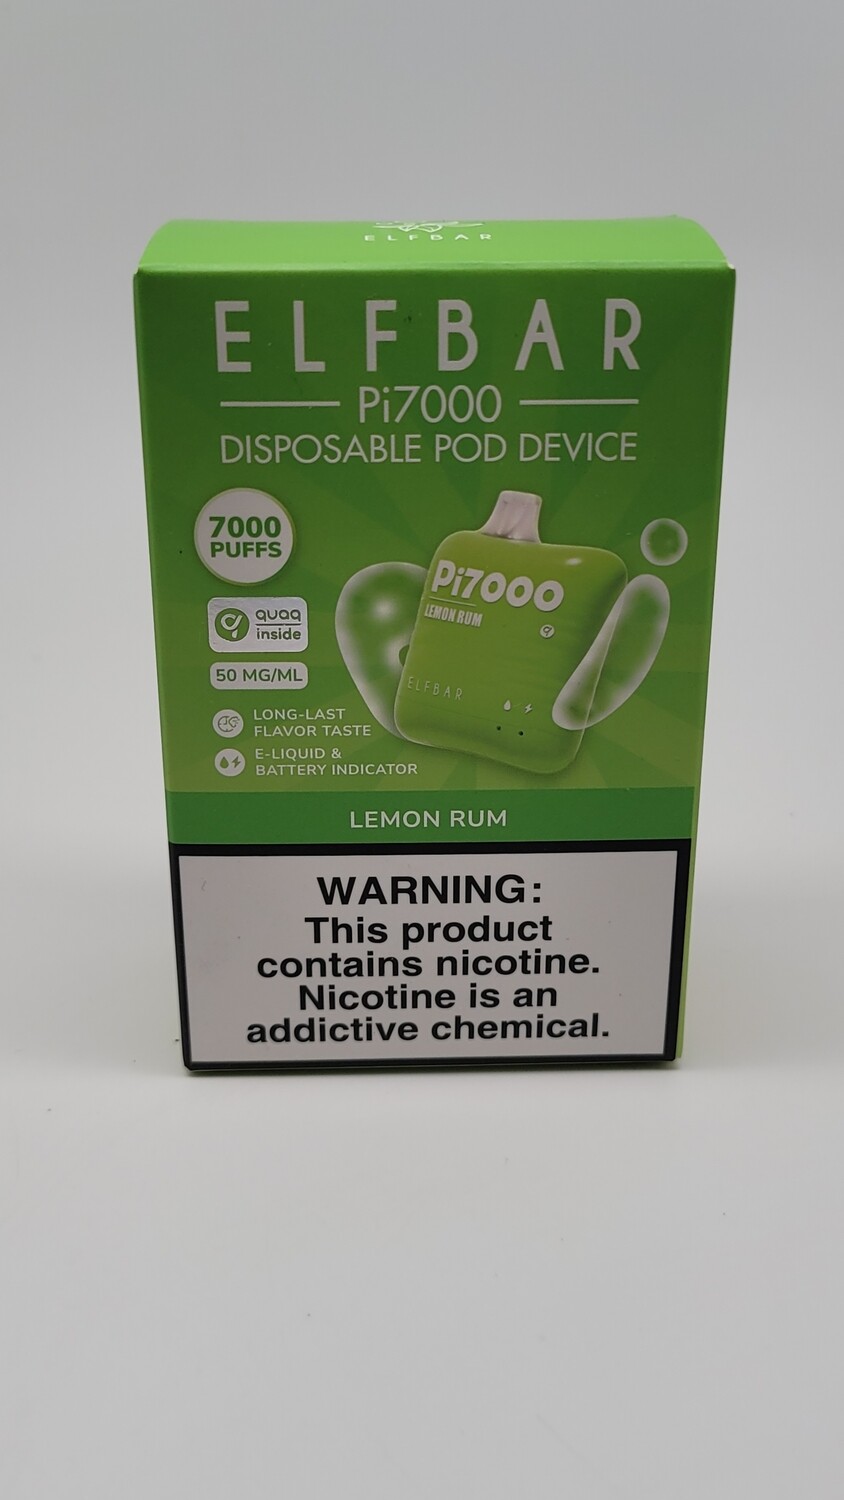 ELFBAR
ELFBAR
Pi7000
DISPOSABLE POD DEVICE
7000
PUFFS
quaq
inside
50 MG/ML
LONG-LAST
FLAVOR TASTE
E-LIQUID &
BATTERY INDICATOR
Pi7000
LEMON RUM
ELFBAR
LEMON RUM
WARNING:
This product
contains nicotine.
Nicotine is an
addictive chemical.